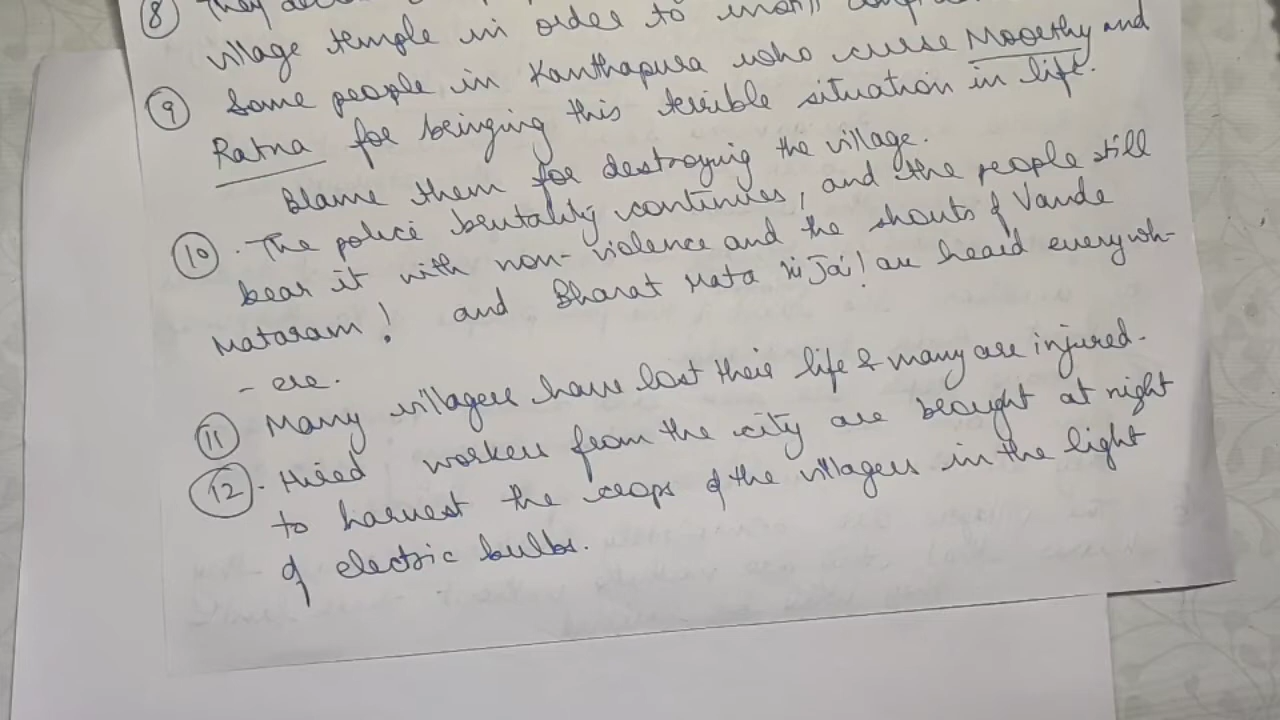 8 They
village temple in order to instil
9 Some people in Kanthapura who curse Moorthy and
Ratna for bringing this terrible situation in life.
Blame them for destroying the village.
10. The police brutality continues, and the people still
bear it with non-violence and the shouts of Vande
Mataram! and Bharat Mata ki Jai! are heard everywh-
- ere.
11 Many villagers have lost their life & many are injured.
12. Hired workers from the city are brought at night
to harvest the crops of the villagers in the light
of electric bulbs.